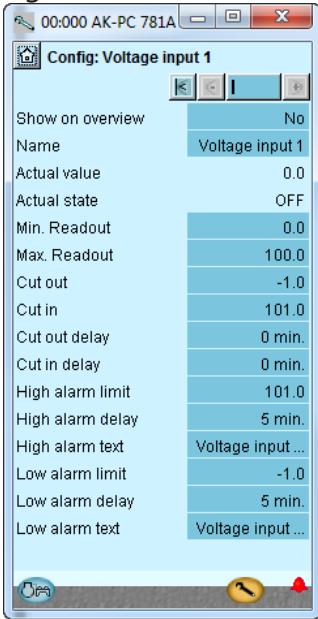 00:000 AK-PC 781A
Config: Voltage input 1
Show on overview No
Name Voltage input 1
Actual value 0.0
Actual state OFF
Min. Readout 0.0
Max. Readout 100.0
Cut out -1.0
Cut in 101.0
Cut out delay 0 min.
Cut in delay 0 min.
High alarm limit 101.0
High alarm delay 5 min.
High alarm text Voltage input ...
Low alarm limit -1.0
Low alarm delay 5 min.
Low alarm text Voltage input ...